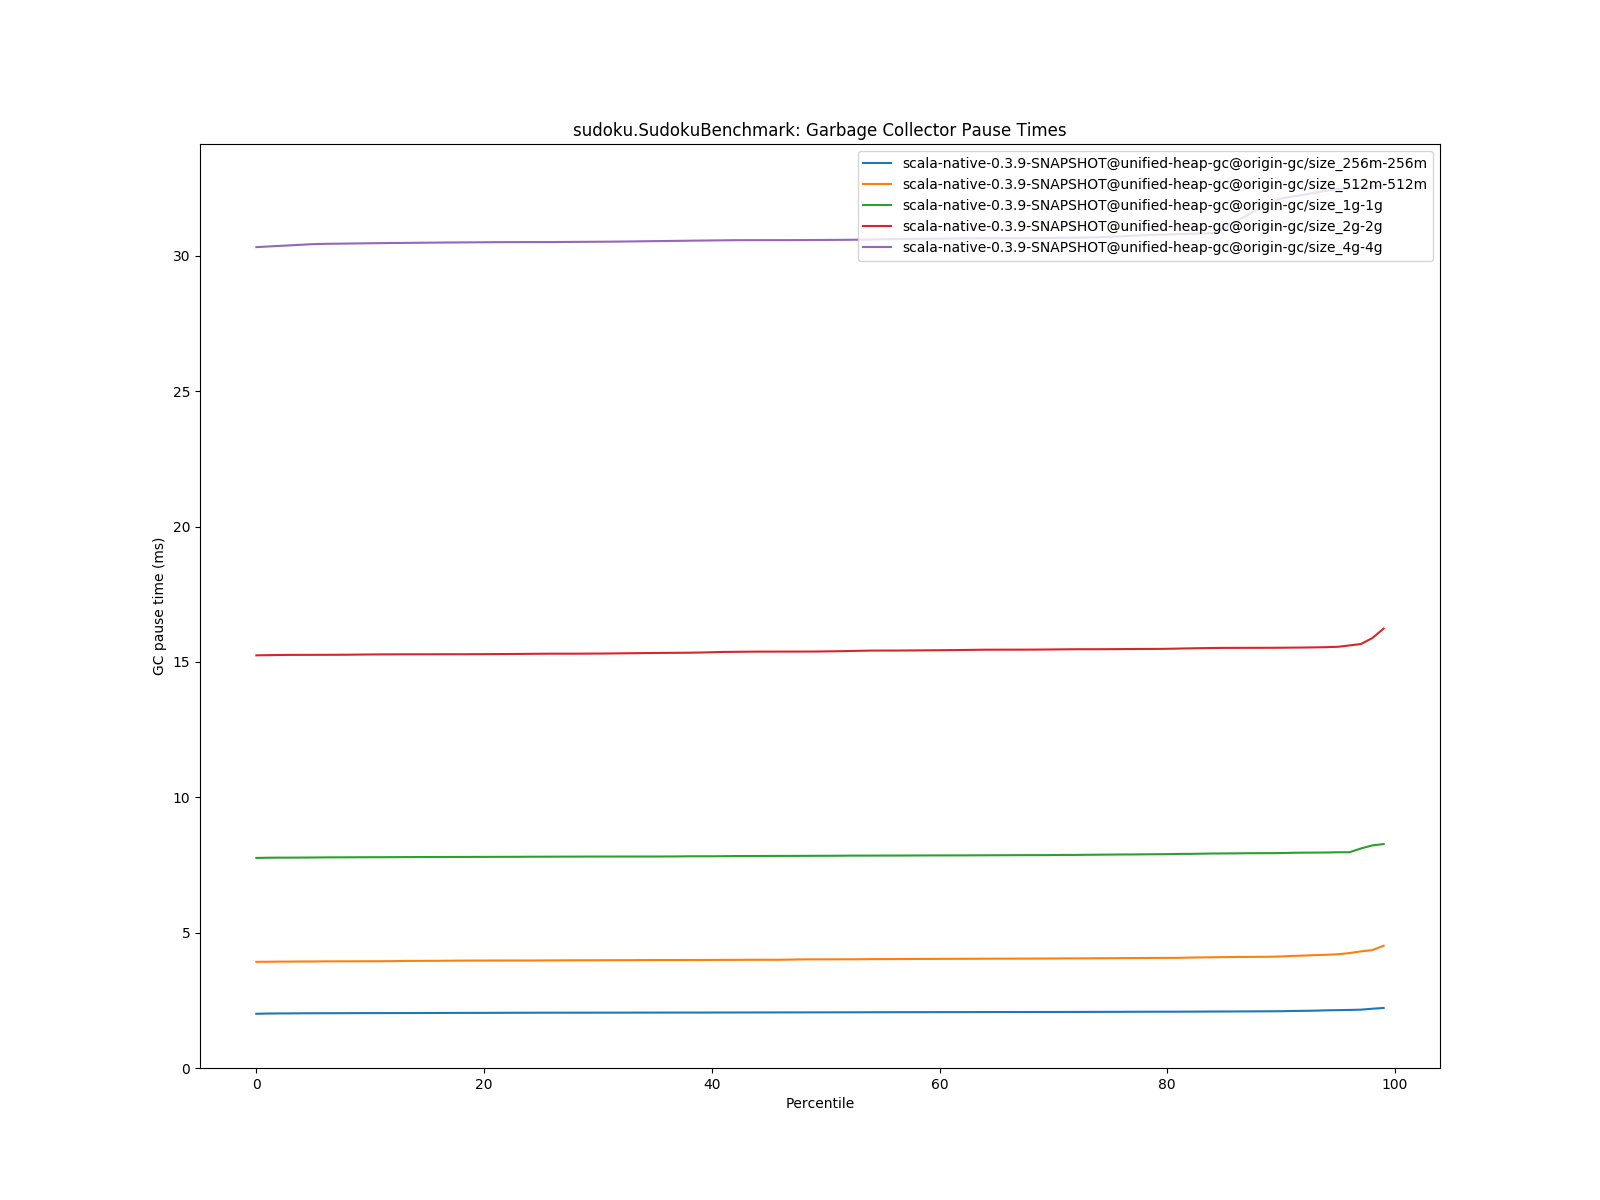 sudoku.SudokuBenchmark: Garbage Collector Pause Times
scala-native-0.3.9-SNAPSHOT@unified-heap-gc@origin-gc/size_256m-256m
scala-native-0.3.9-SNAPSHOT@unified-heap-gc@origin-gc/size_512m-512m
scala-native-0.3.9-SNAPSHOT@unified-heap-gc@origin-gc/size_1g-1g
scala-native-0.3.9-SNAPSHOT@unified-heap-gc@origin-gc/size_2g-2g
scala-native-0.3.9-SNAPSHOT@unified-heap-gc@origin-gc/size_4g-4g
30
25
20
15
10
5
0
GC pause time (ms)
0 20 40 60 80 100
Percentile